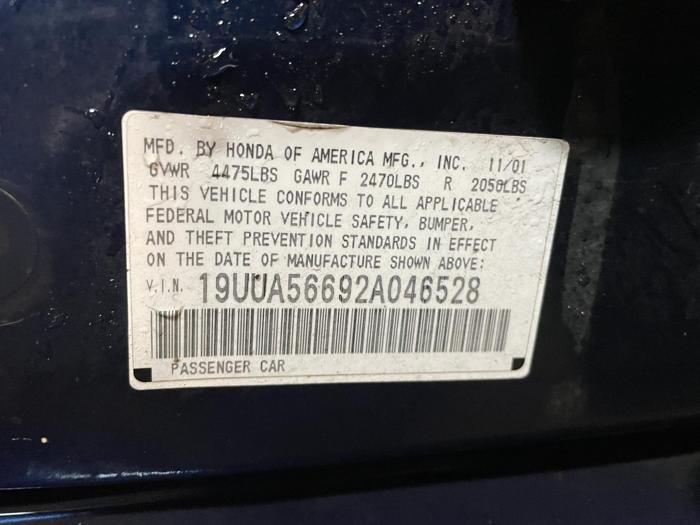 MFD. BY HONDA OF AMERICA MFG., INC. 11/01
GVWR 4475LBS GAWR F 2470LBS R 2050LBS
THIS VEHICLE CONFORMS TO ALL APPLICABLE
FEDERAL MOTOR VEHICLE SAFETY, BUMPER,
AND THEFT PREVENTION STANDARDS IN EFFECT
ON THE DATE OF MANUFACTURE SHOWN ABOVE:
V.I.N. 19UUA56692A046528
PASSENGER CAR